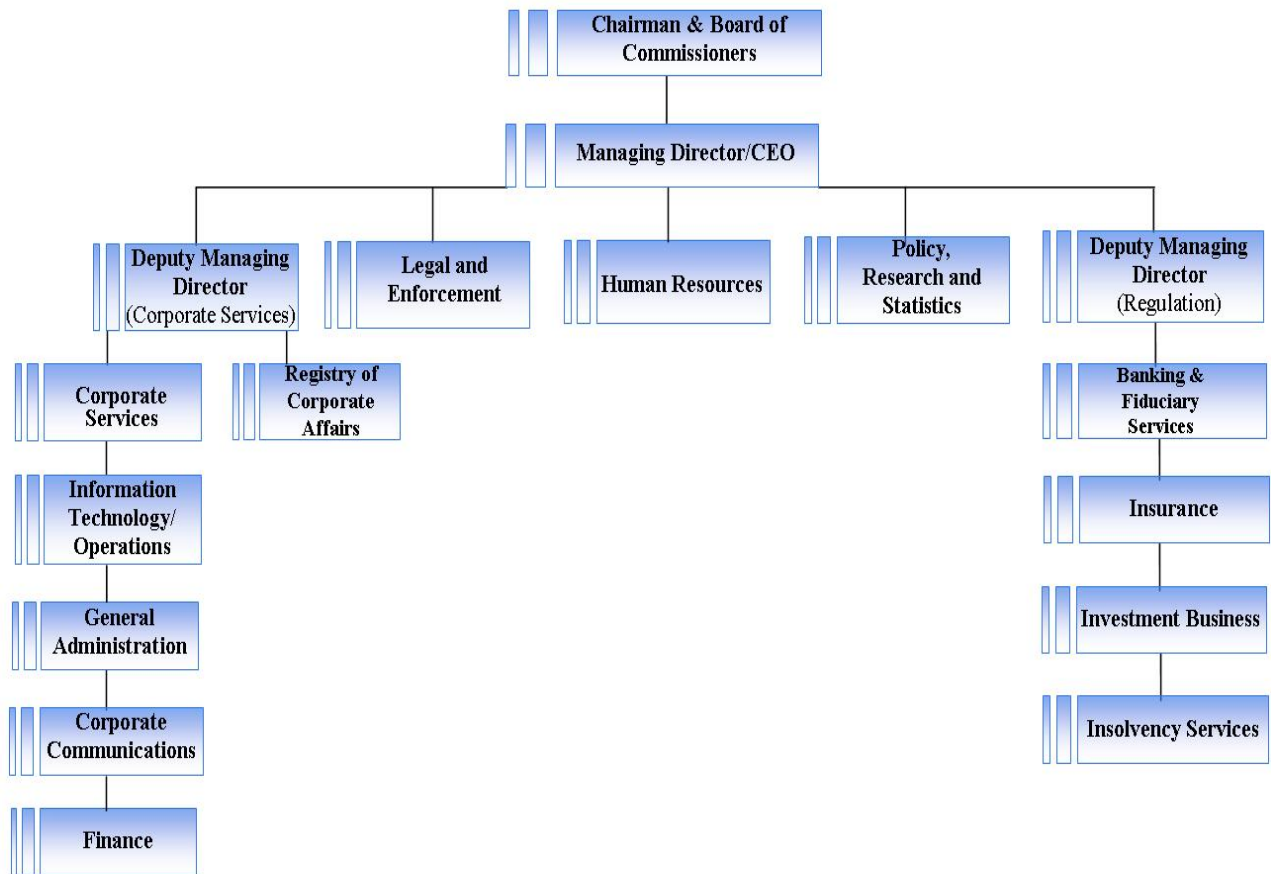 Chairman & Board of
Commissioners
Managing Director/CEO
Deputy Managing
Director
(Corporate Services)
Legal and
Enforcement
Human Resources
Policy,
Research and
Statistics
Deputy Managing
Director
(Regulation)
Corporate
Services
Registry of
Corporate
Affairs
Banking &
Fiduciary
Services
Information
Technology/
Operations
Insurance
General
Administration
Investment Business
Corporate
Communications
Insolvency Services
Finance